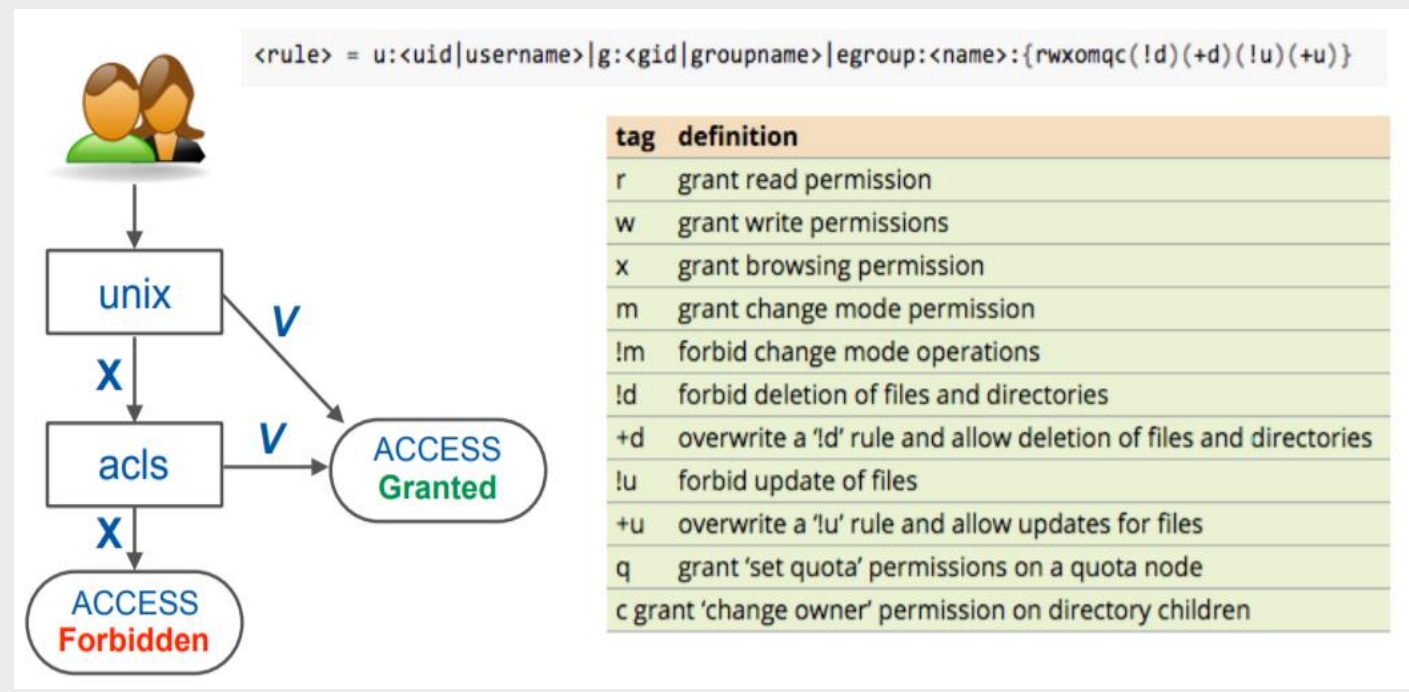 <rule> = u:<uid|username>|g:<gid|groupname>|egroup:<name>:{rwxomqc(!d)(+d)(!u)(+u)}
unix
V
X
acls
V
X
ACCESS
Granted
ACCESS
Forbidden
tag definition
r grant read permission
w grant write permissions
x grant browsing permission
m grant change mode permission
!m forbid change mode operations
!d forbid deletion of files and directories
+d overwrite a '!d' rule and allow deletion of files and directories
!u forbid update of files
+u overwrite a '!u' rule and allow updates for files
q grant 'set quota' permissions on a quota node
c grant 'change owner' permission on directory children